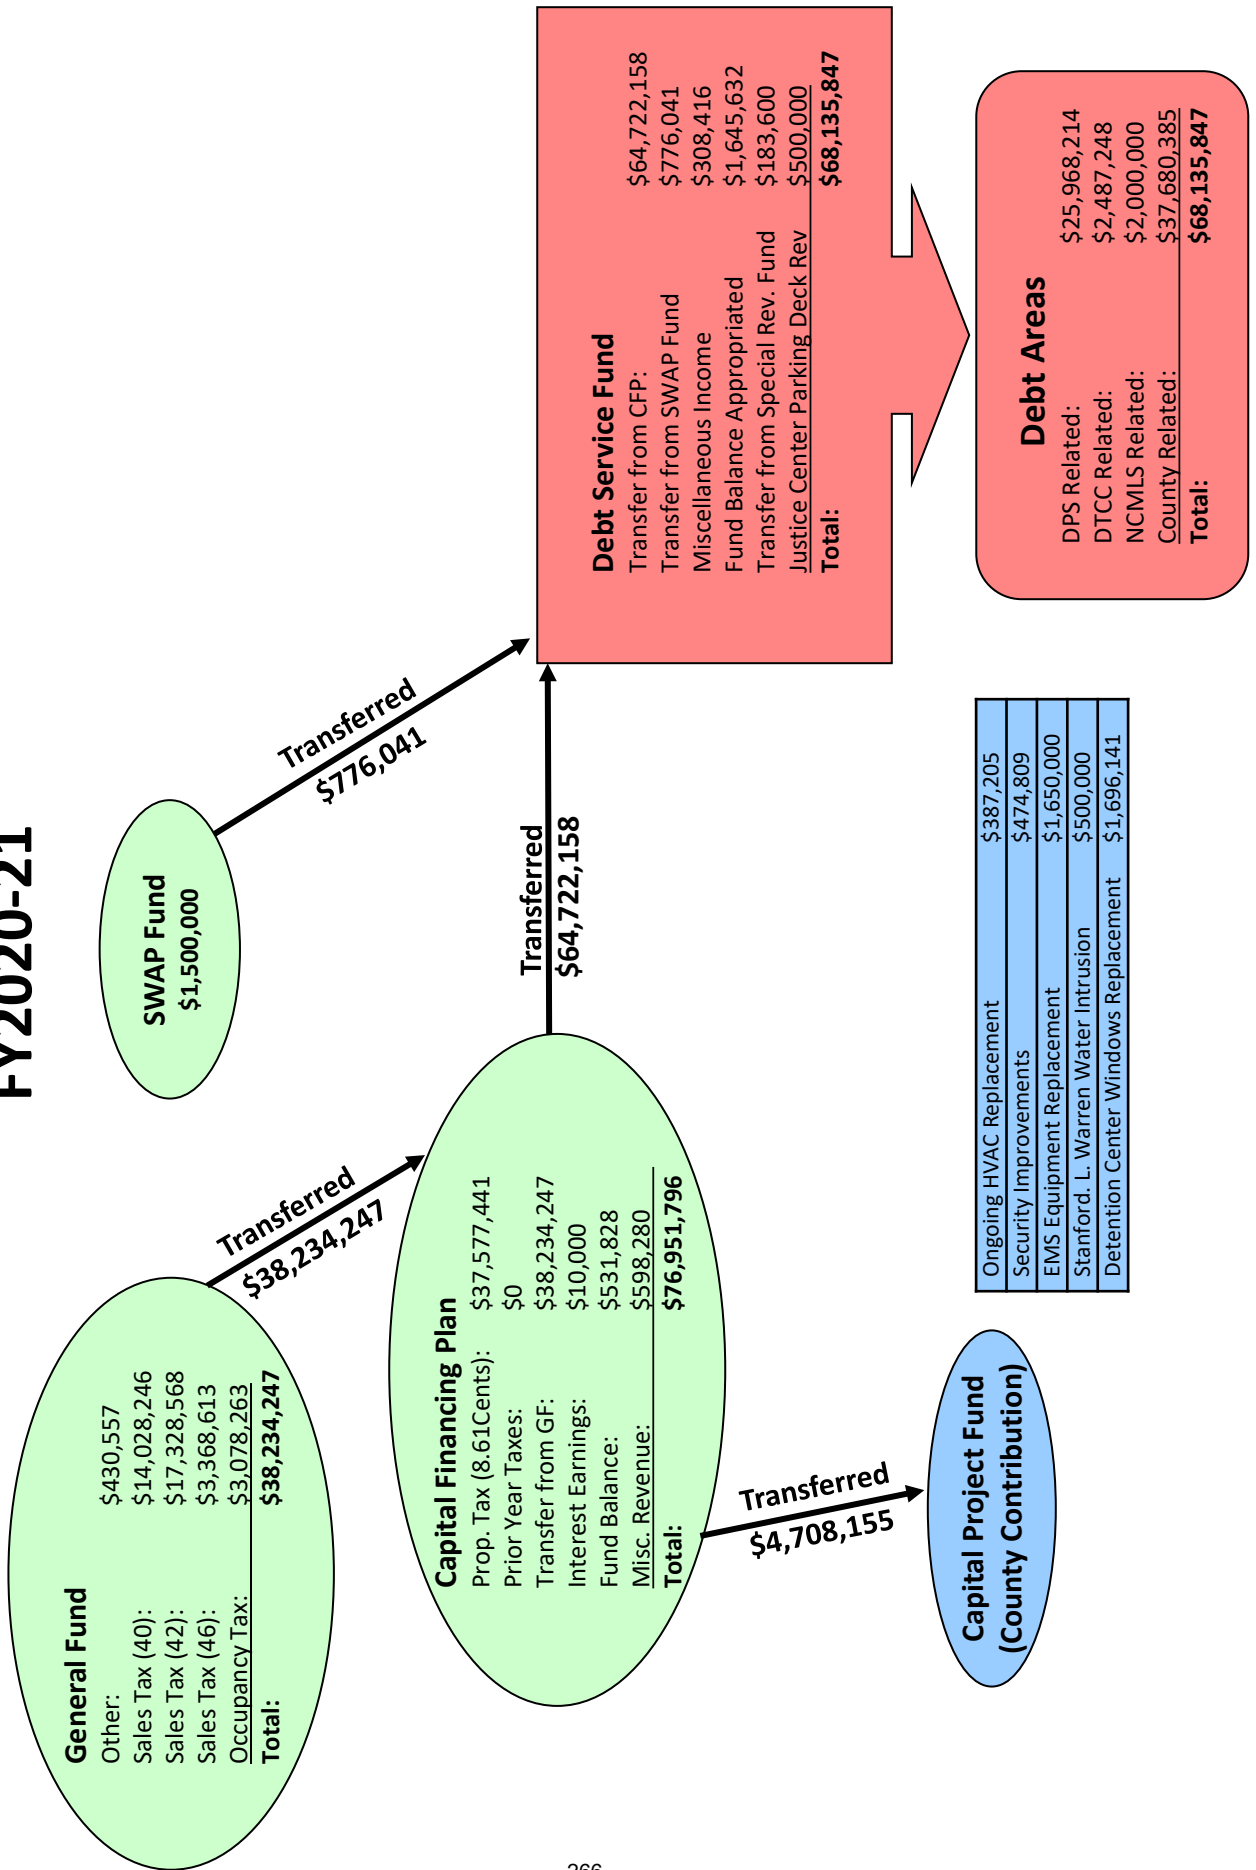 FY2020-21
General Fund
Other: $430,557
Sales Tax (40): $14,028,246
Sales Tax (42): $17,328,568
Sales Tax (46): $3,368,613
Occupancy Tax: $3,078,263
Total: $38,234,247
Transferred
$38,234,247
SWAP Fund
$1,500,000
Transferred
$776,041
Capital Financing Plan
Prop. Tax (8.61Cents): $37,577,441
Prior Year Taxes: $0
Transfer from GF: $38,234,247
Interest Earnings: $10,000
Fund Balance: $531,828
Misc. Revenue: $598,280
Total: $76,951,796
Transferred
$64,722,158
Debt Service Fund
Transfer from CFP: $64,722,158
Transfer from SWAP Fund $776,041
Miscellaneous Income $308,416
Fund Balance Appropriated $1,645,632
Transfer from Special Rev. Fund $183,600
Justice Center Parking Deck Rev $500,000
Total: $68,135,847
Transferred
$4,708,155
Capital Project Fund
(County Contribution)
Ongoing HVAC Replacement $387,205
Security Improvements $474,809
EMS Equipment Replacement $1,650,000
Stanford. L. Warren Water Intrusion $500,000
Detention Center Windows Replacement $1,696,141
Debt Areas
DPS Related: $25,968,214
DTCC Related: $2,487,248
NCMLS Related: $2,000,000
County Related: $37,680,385
Total: $68,135,847
266